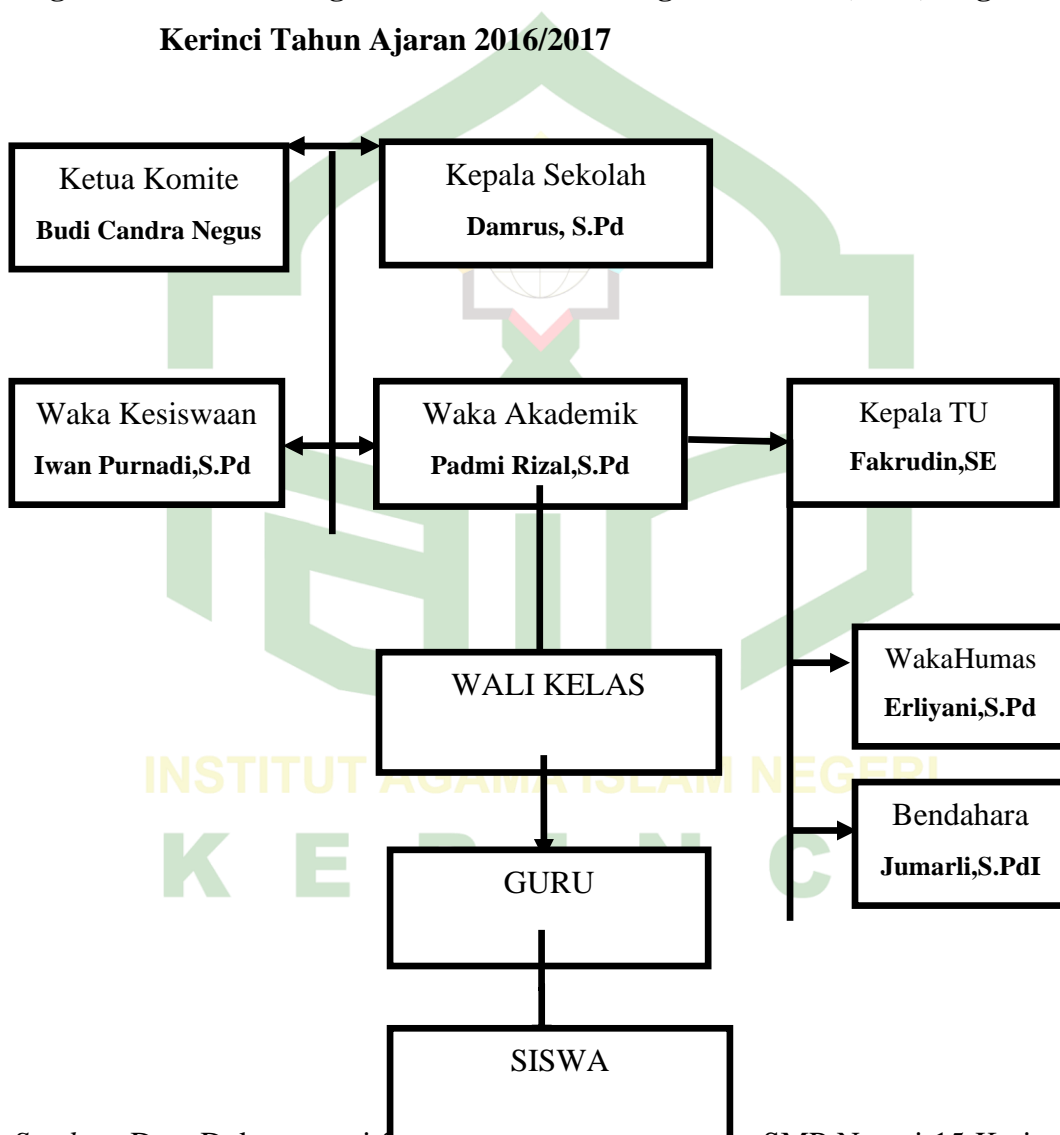 Kerinci Tahun Ajaran 2016/2017
Ketua Komite
Budi Candra Negus
Kepala Sekolah
Damrus, S.Pd
Waka Kesiswaan
Iwan Purnadi,S.Pd
Waka Akademik
Padmi Rizal,S.Pd
Kepala TU
Fakrudin,SE
WALI KELAS
WakaHumas
Erliyani,S.Pd
INSTITUT AGAMA ISLAM NEGERI
KERINCI
Bendahara
Jumarli,S.PdI
GURU
SISWA
SMP Negeri 15